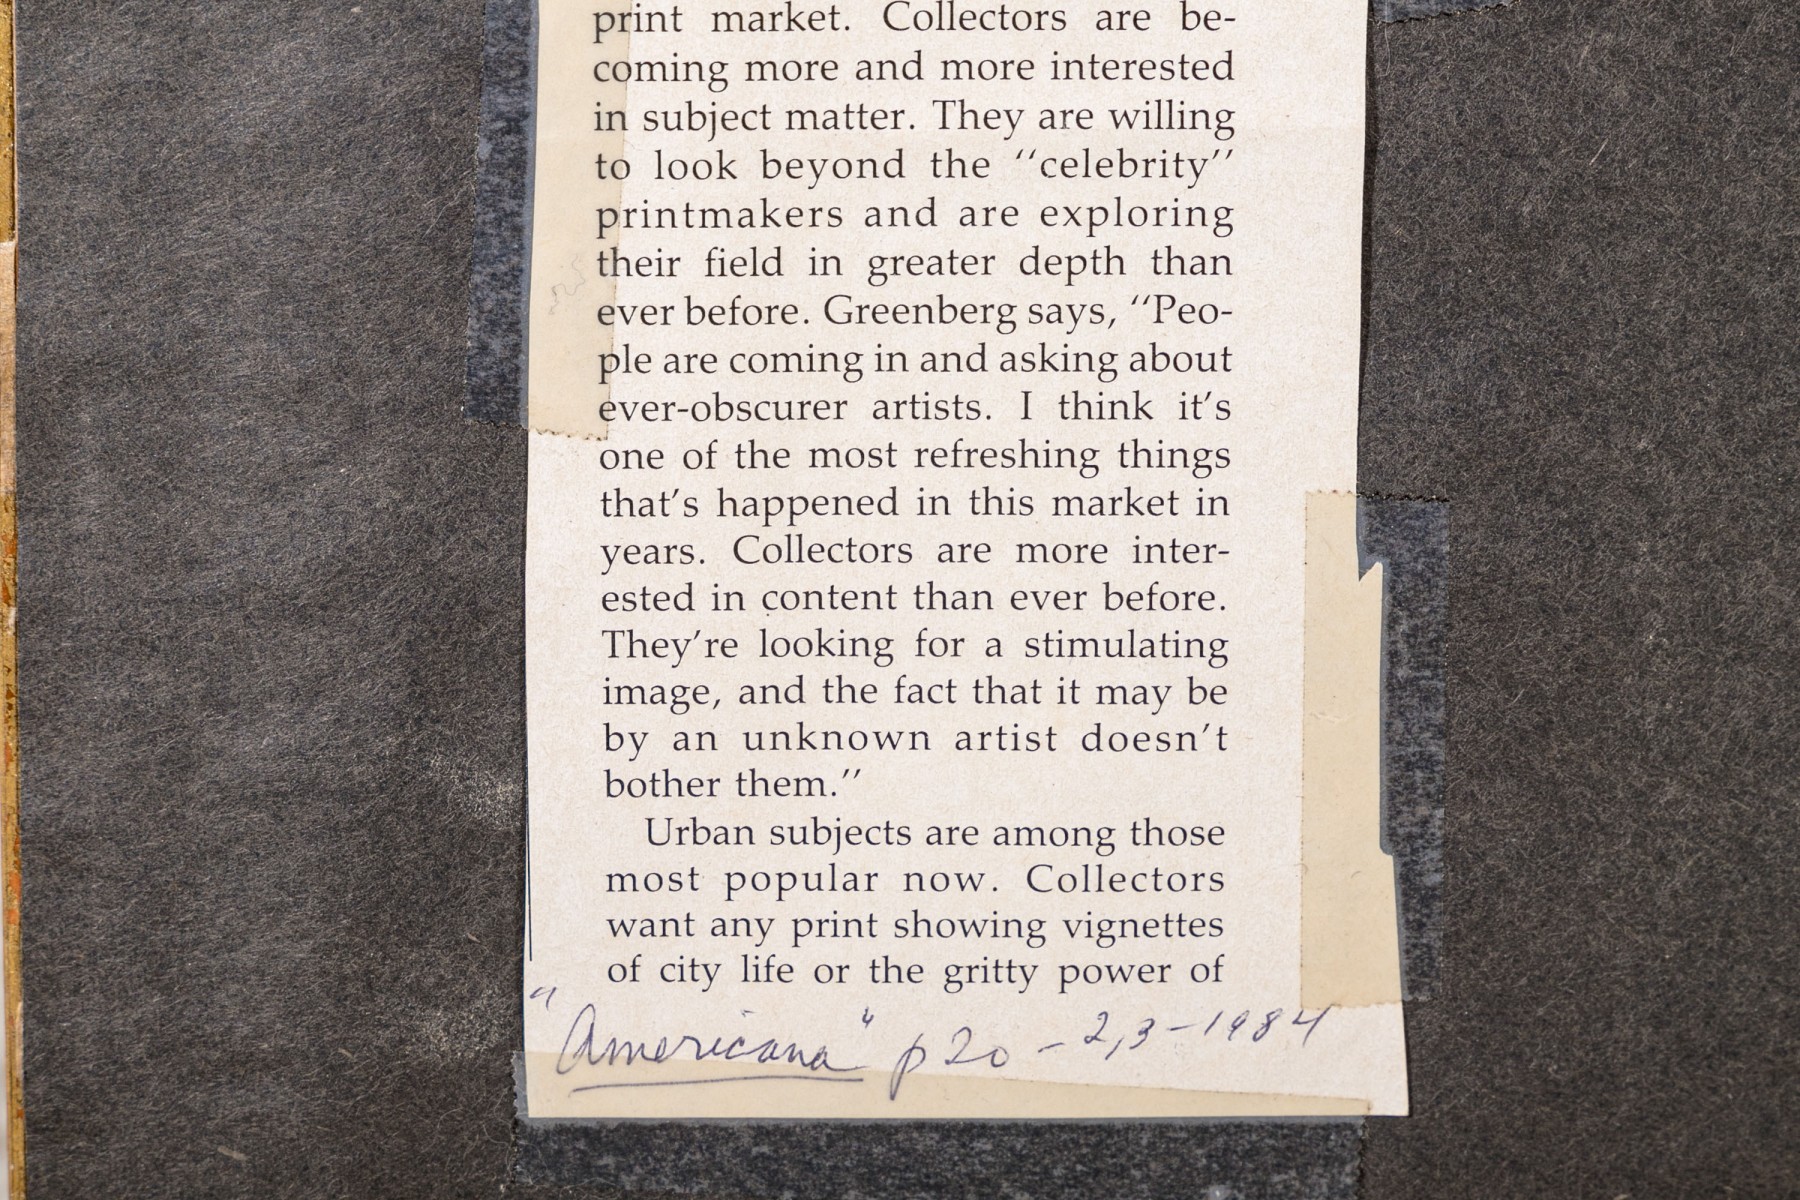 print market. Collectors are be-
coming more and more interested
in subject matter. They are willing
to look beyond the “celebrity”
printmakers and are exploring
their field in greater depth than
ever before. Greenberg says, “Peo-
ple are coming in and asking about
ever-obscurer artists. I think it’s
one of the most refreshing things
that’s happened in this market in
years. Collectors are more inter-
ested in content than ever before.
They’re looking for a stimulating
image, and the fact that it may be
by an unknown artist doesn’t
bother them.”
Urban subjects are among those
most popular now. Collectors
want any print showing vignettes
of city life or the gritty power of
"Americana" p 20 - 2,3-1984